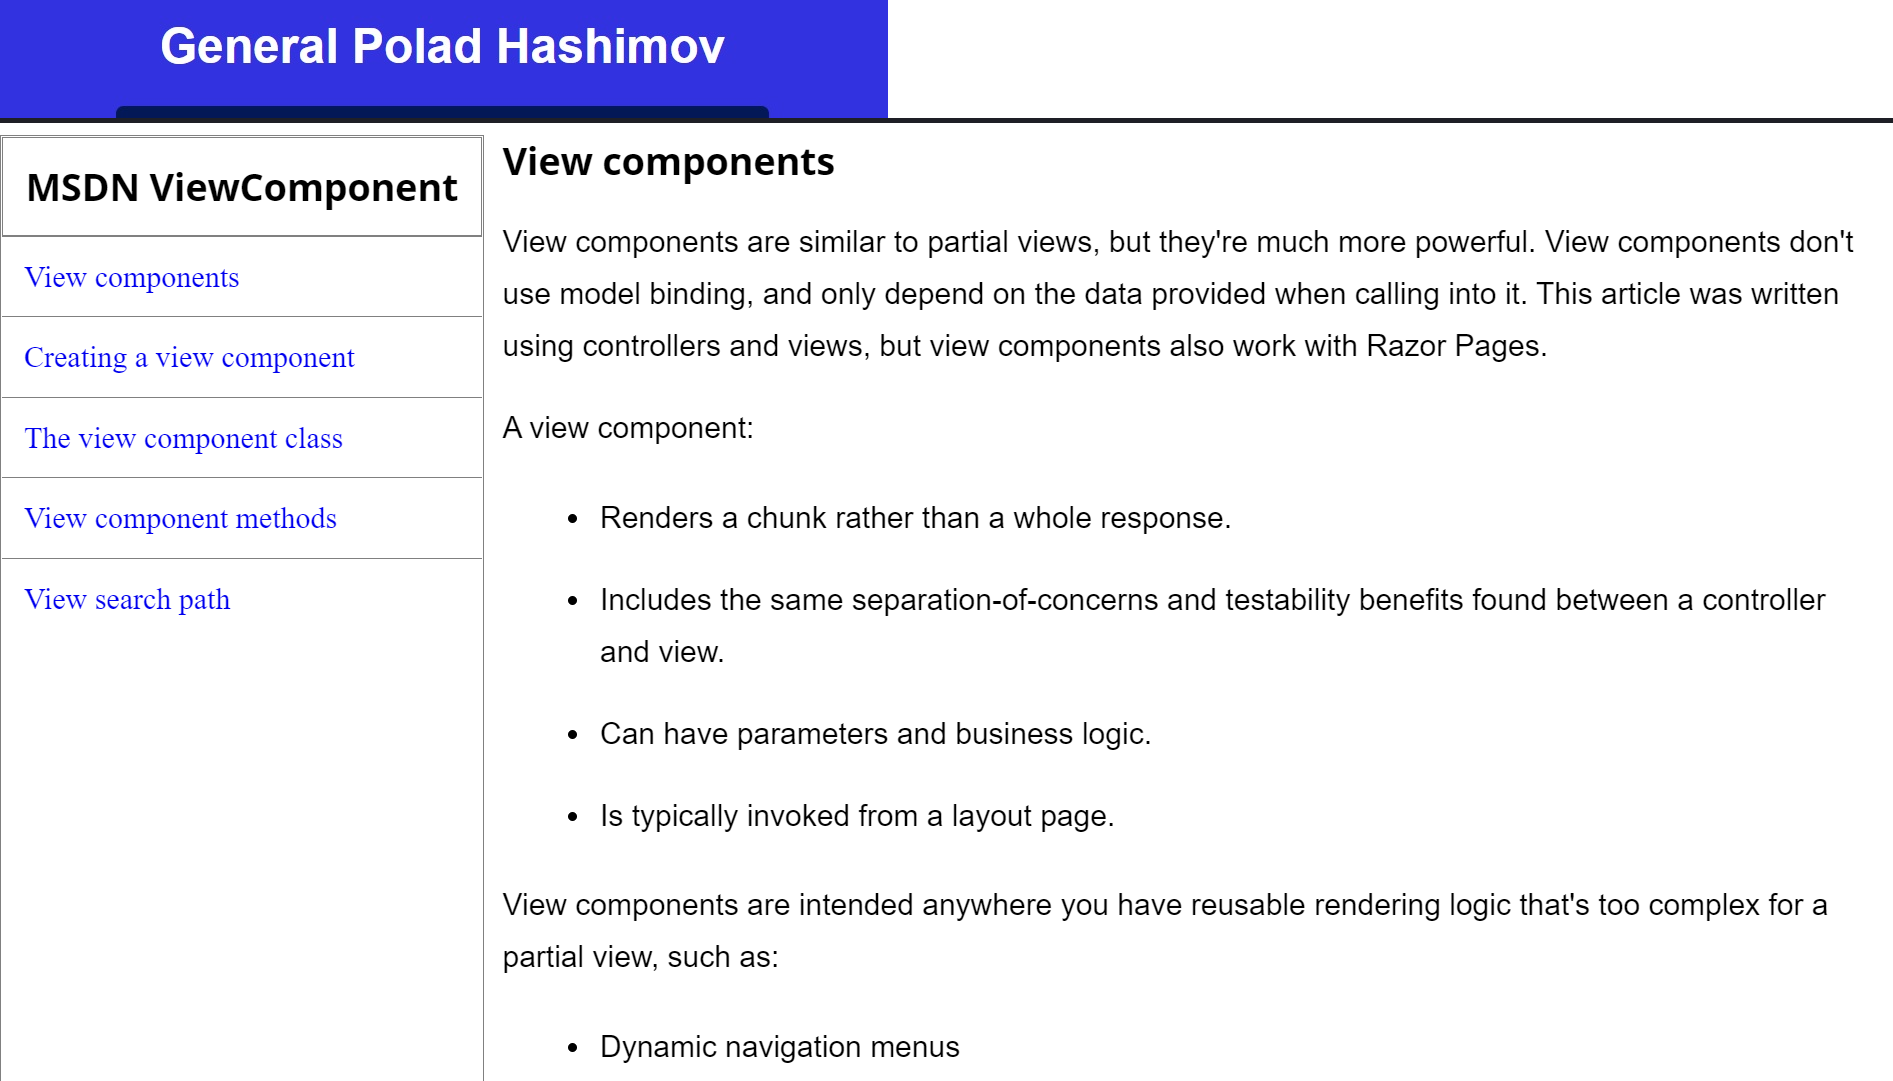 General Polad Hashimov
MSDN ViewComponent
View components
Creating a view component
The view component class
View component methods
View search path
View components
View components are similar to partial views, but they're much more powerful. View components don't
use model binding, and only depend on the data provided when calling into it. This article was written
using controllers and views, but view components also work with Razor Pages.
A view component:
• Renders a chunk rather than a whole response.
• Includes the same separation-of-concerns and testability benefits found between a controller
and view.
• Can have parameters and business logic.
• Is typically invoked from a layout page.
View components are intended anywhere you have reusable rendering logic that's too complex for a
partial view, such as:
• Dynamic navigation menus